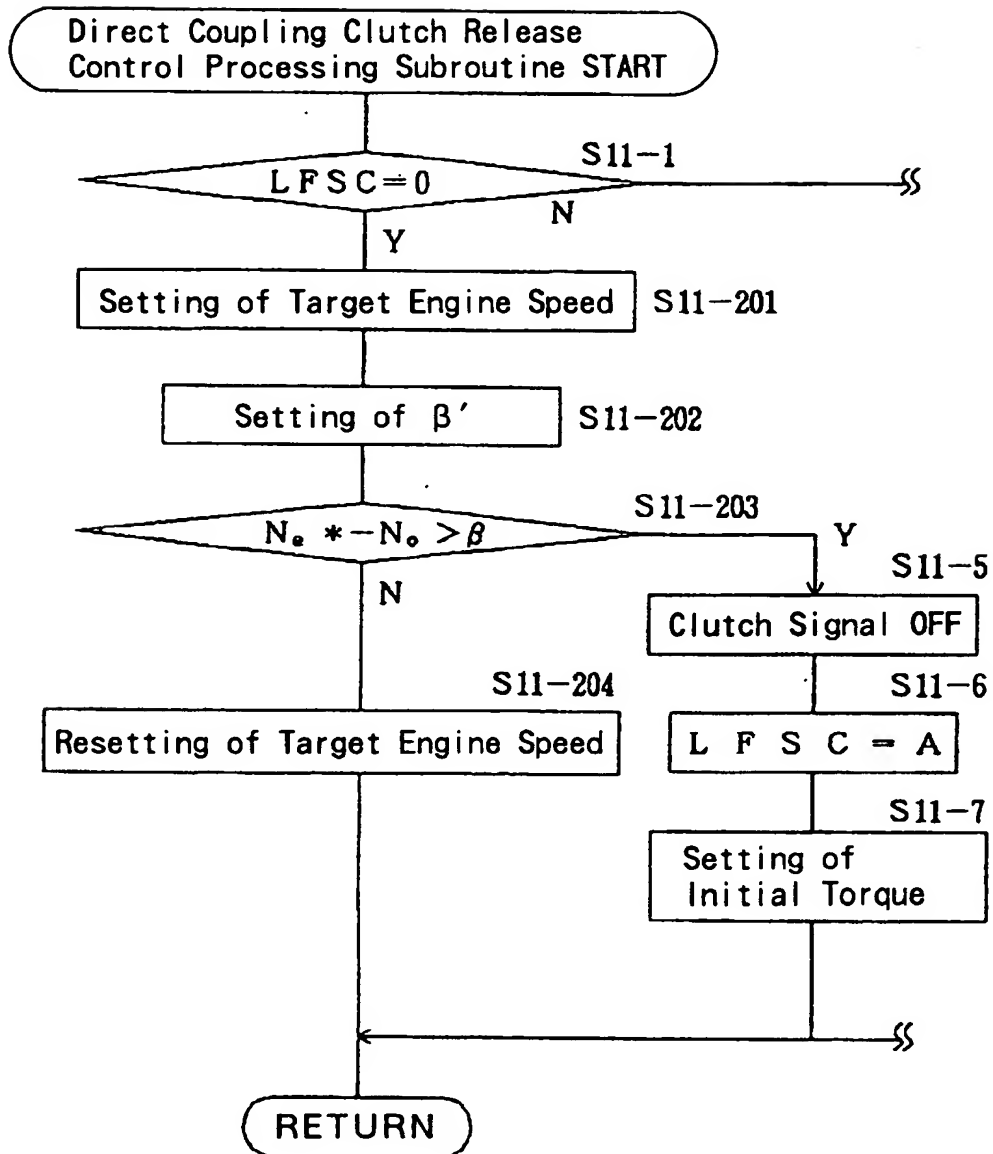 Direct Coupling Clutch Release
Control Processing Subroutine START
S11-1
LFSC=0
N
Y
Setting of Target Engine Speed
S11-201
Setting of β'
S11-202
S11-203
Ne *-No >β
Y
N
S11-5
Clutch Signal OFF
S11-204
S11-6
Resetting of Target Engine Speed
L F S C = A
S11-7
Setting of
Initial Torque
RETURN